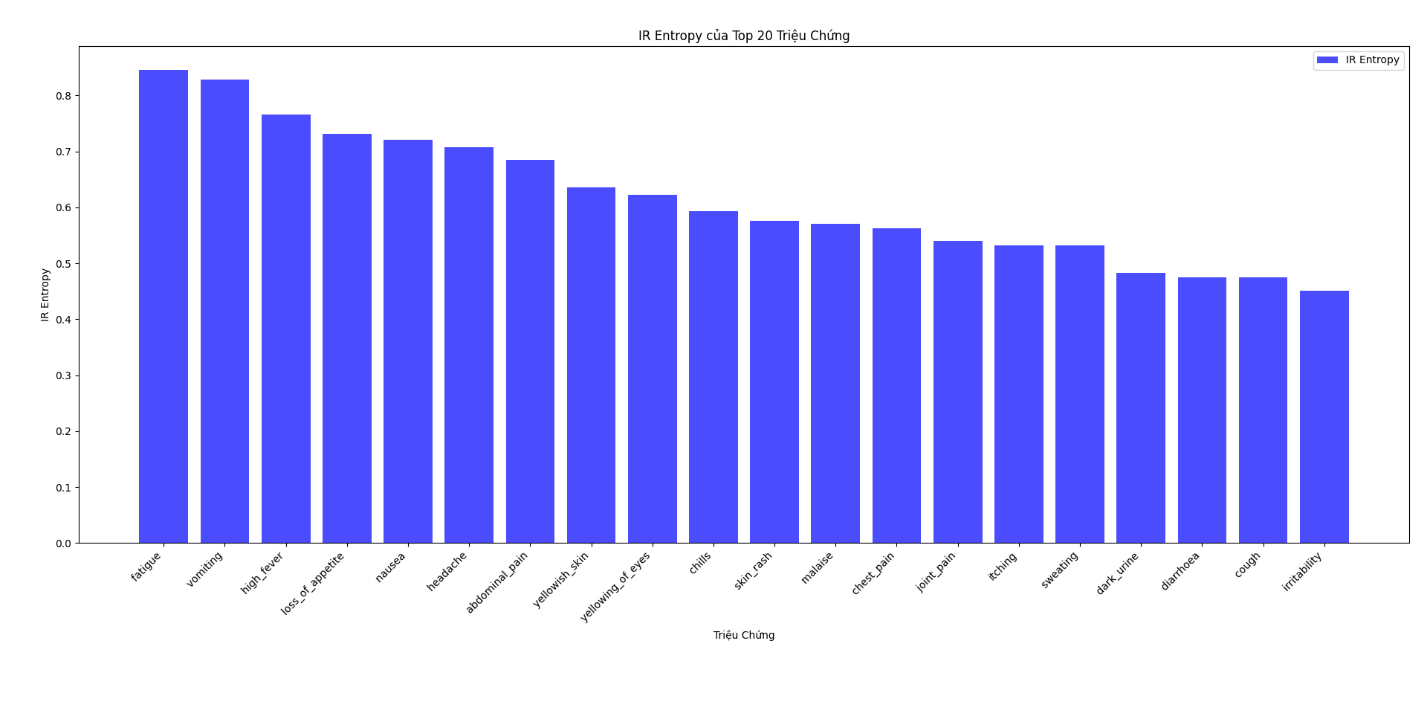 IR Entropy của Top 20 Triệu Chứng
IR Entropy
IR Entropy
0.8
0.7
0.6
0.5
0.4
0.3
0.2
0.1
0.0
fatigue
vomiting
high_fever
loss_of_appetite
nausea
headache
abdominal_pain
yellowish_skin
yellowing_of_eyes
chills
skin_rash
malaise
chest_pain
joint_pain
itching
sweating
dark_urine
diarrhoea
cough
irritability
Triệu Chứng